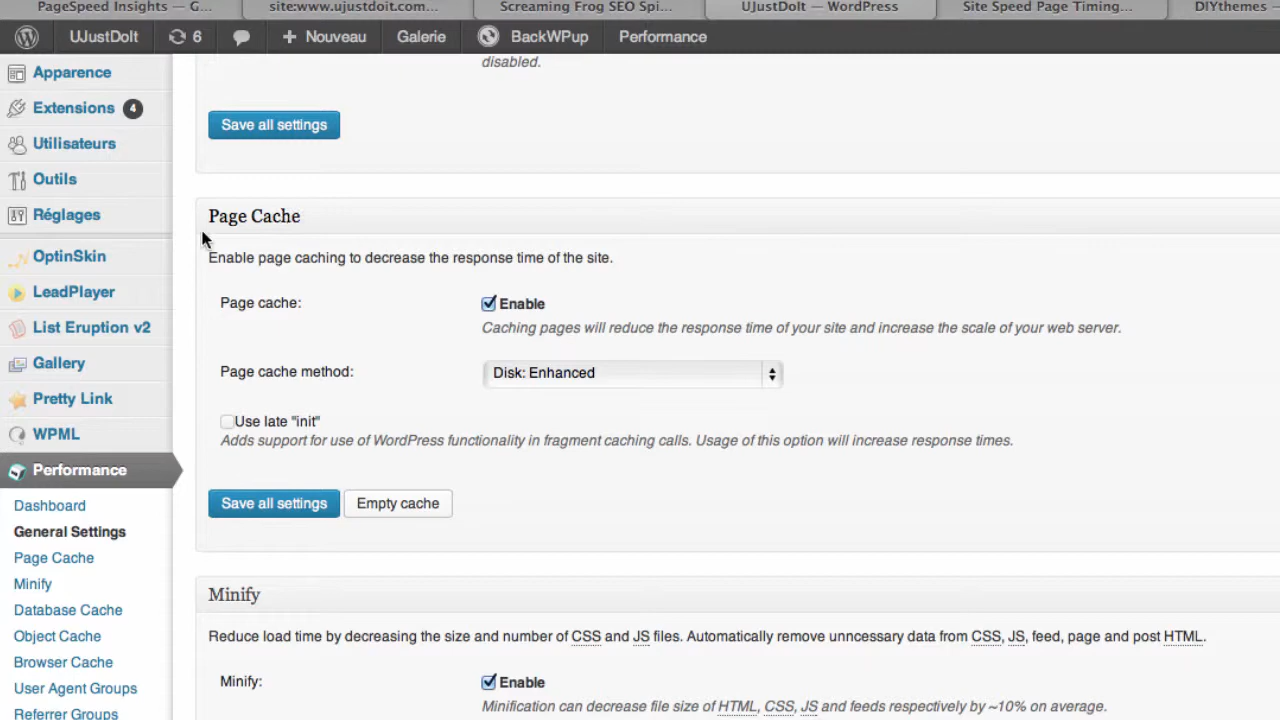 PageSpeed Insights — G...
site:www.ujustdoit.com...
Screaming Frog SEO Spi...
UJustDoIt — WordPress
Site Speed Page Timing...
DIYthemes —
UJustDoIt
6
Nouveau
Galerie
BackWPup
Performance
Apparence
Extensions 4
Utilisateurs
Outils
Réglages
OptinSkin
LeadPlayer
List Eruption v2
Gallery
Pretty Link
WPML
Performance
Dashboard
General Settings
Page Cache
Minify
Database Cache
Object Cache
Browser Cache
User Agent Groups
Referrer Groups
disabled.
Save all settings
Page Cache
Enable page caching to decrease the response time of the site.
Page cache:
Enable
Caching pages will reduce the response time of your site and increase the scale of your web server.
Page cache method:
Disk: Enhanced
Use late "init"
Adds support for use of WordPress functionality in fragment caching calls. Usage of this option will increase response times.
Save all settings
Empty cache
Minify
Reduce load time by decreasing the size and number of CSS and JS files. Automatically remove unncessary data from CSS, JS, feed, page and post HTML.
Minify:
Enable
Minification can decrease file size of HTML, CSS, JS and feeds respectively by ~10% on average.